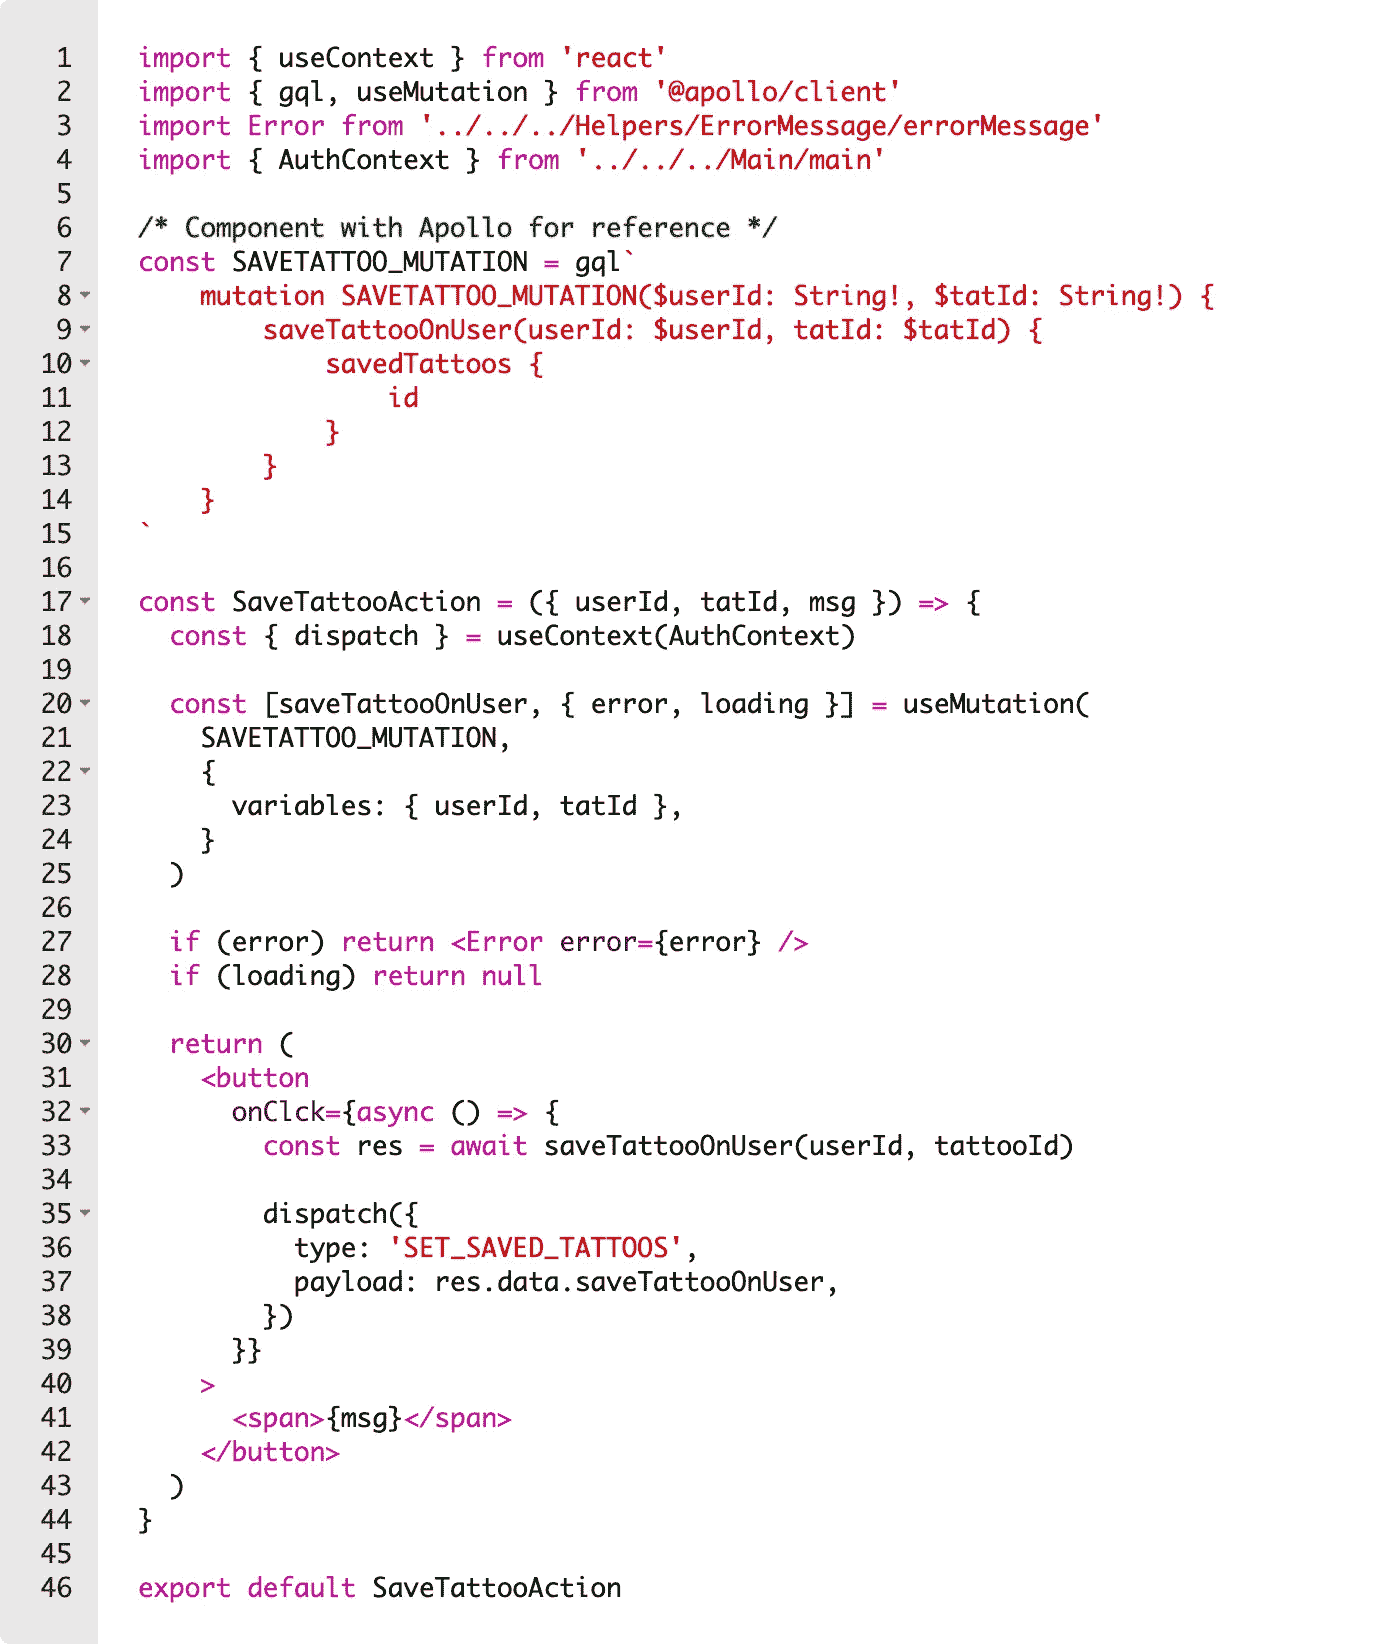 1 import { useContext } from 'react'
2 import { gql, useMutation } from '@apollo/client'
3 import Error from '../../../Helpers/ErrorMessage/errorMessage'
4 import { AuthContext } from '../../../Main/main'
5
6 /* Component with Apollo for reference */
7 const SAVETATTOO_MUTATION = gql`
8     mutation SAVETATTOO_MUTATION($userId: String!, $tatId: String!) {
9         saveTattooOnUser(userId: $userId, tatId: $tatId) {
10             savedTattoos {
11                 id
12             }
13         }
14     }
15 `
16
17 const SaveTattooAction = ({ userId, tatId, msg }) => {
18   const { dispatch } = useContext(AuthContext)
19
20   const [saveTattooOnUser, { error, loading }] = useMutation(
21     SAVETATTOO_MUTATION,
22     {
23       variables: { userId, tatId },
24     }
25   )
26
27   if (error) return <Error error={error} />
28   if (loading) return null
29
30   return (
31     <button
32       onClck={async () => {
33         const res = await saveTattooOnUser(userId, tattooId)
34
35         dispatch({
36           type: 'SET_SAVED_TATTOOS',
37           payload: res.data.saveTattooOnUser,
38         })
39       }}
40     >
41       <span>{msg}</span>
42     </button>
43   )
44 }
45
46 export default SaveTattooAction